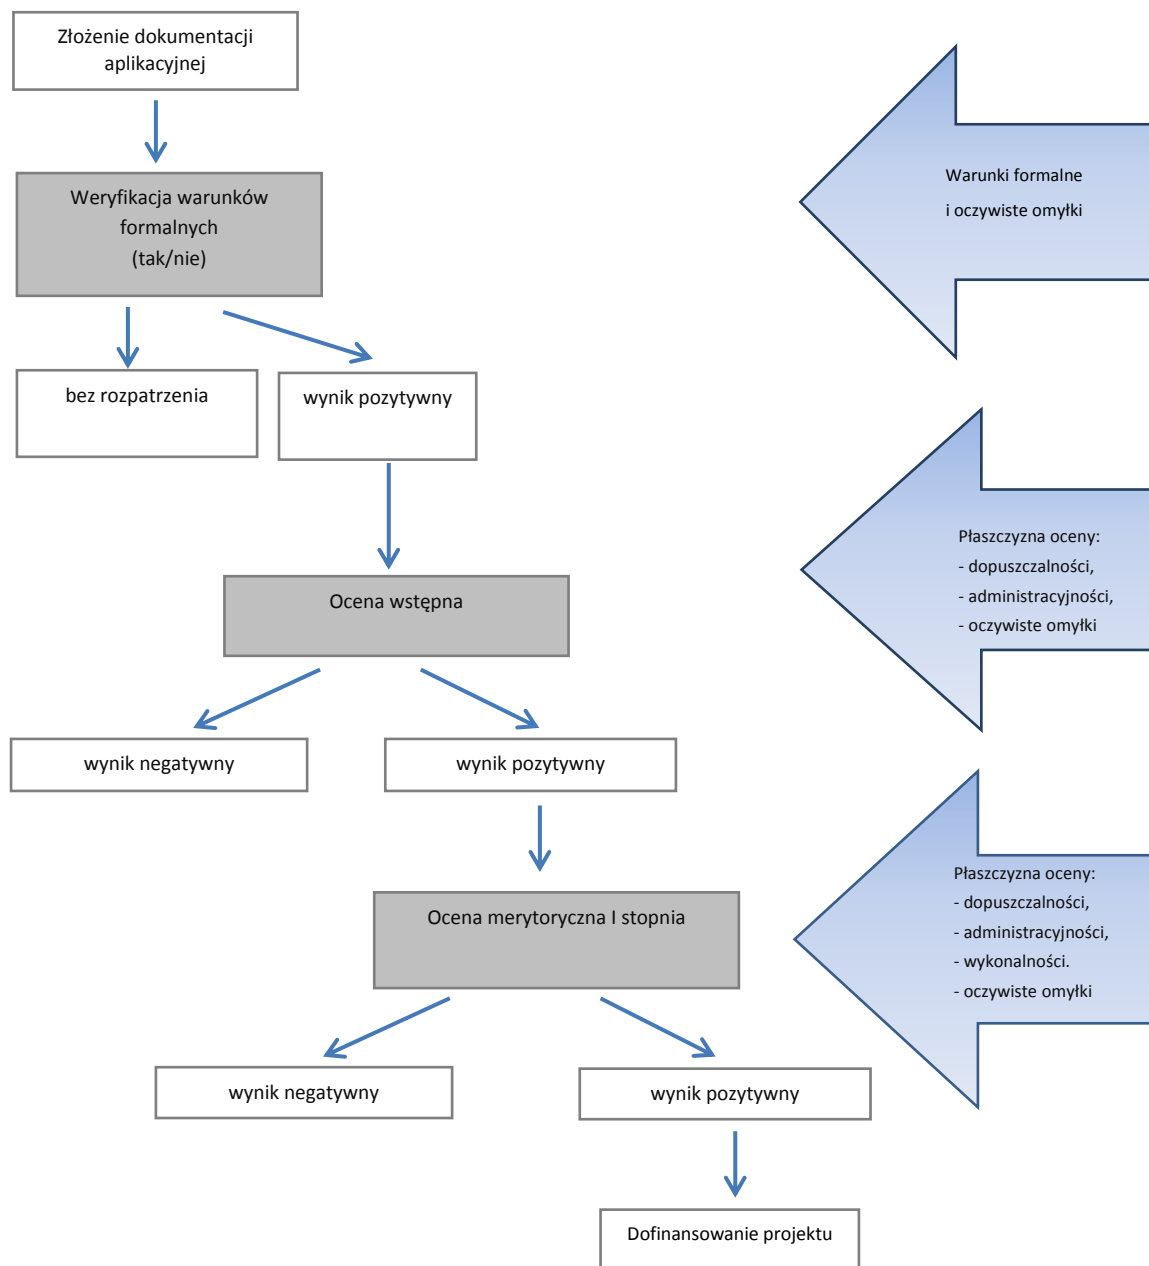 Złożenie dokumentacji
aplikacyjnej
Warunki formalne
i oczywiste omyłki
Weryfikacja warunków
formalnych
(tak/nie)
bez rozpatrzenia
wynik pozytywny
Płaszczyzna oceny:
- dopuszczalności,
- administracyjności,
- oczywiste omyłki
Ocena wstępna
wynik negatywny
wynik pozytywny
Płaszczyzna oceny:
- dopuszczalności,
- administracyjności,
- wykonalności.
- oczywiste omyłki
Ocena merytoryczna I stopnia
wynik negatywny
wynik pozytywny
Dofinansowanie projektu